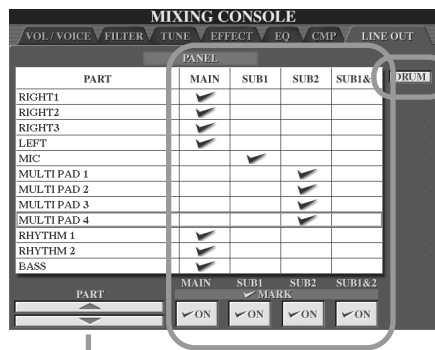 MIXING CONSOLE
VOL / VOICE FILTER TUNE EFFECT EQ CMP LINE OUT
PANEL
PART MAIN SUB1 SUB2 SUB1& DRUM
RIGHT1
RIGHT2
RIGHT3
LEFT
MIC
MULTI PAD 1
MULTI PAD 2
MULTI PAD 3
MULTI PAD 4
RHYTHM 1
RHYTHM 2
BASS
MAIN SUB1 SUB2 SUB1&2
PART MARK
ON ON ON ON